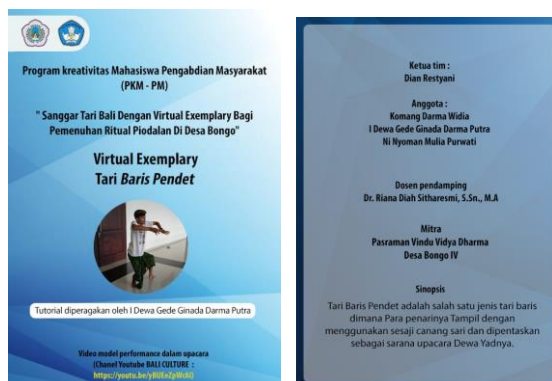 Program kreativitas Mahasiswa Pengabdian Masyarakat
(PKM - PM)
" Sanggar Tari Bali Dengan Virtual Exemplary Bagi
Pemenuhan Ritual Piodalan Di Desa Bongo"
Virtual Exemplary
Tari Baris Pendet
Tutorial diperagakan oleh I Dewa Gede Ginada Darma Putra
Video model performance dalam upacara
(Chanel Youtube BALI CULTURE :
Ketua tim :
Dian Restyani
Anggota :
Komang Darma Widia
I Dewa Gede Ginada Darma Putra
Ni Nyoman Mulia Purwati
Dosen pendamping
Dr. Riana Diah Sitharesmi, S.Sn., M.A
Mitra
Pasraman Vindu Vidya Dharma
Desa Bongo IV
Sinopsis
Tari Baris Pendet adalah salah satu jenis tari baris
dimana Para penarinya Tampil dengan
menggunakan sesaji canang sari dan dipentaskan
sebagai sarana upacara Dewa Yadnya.